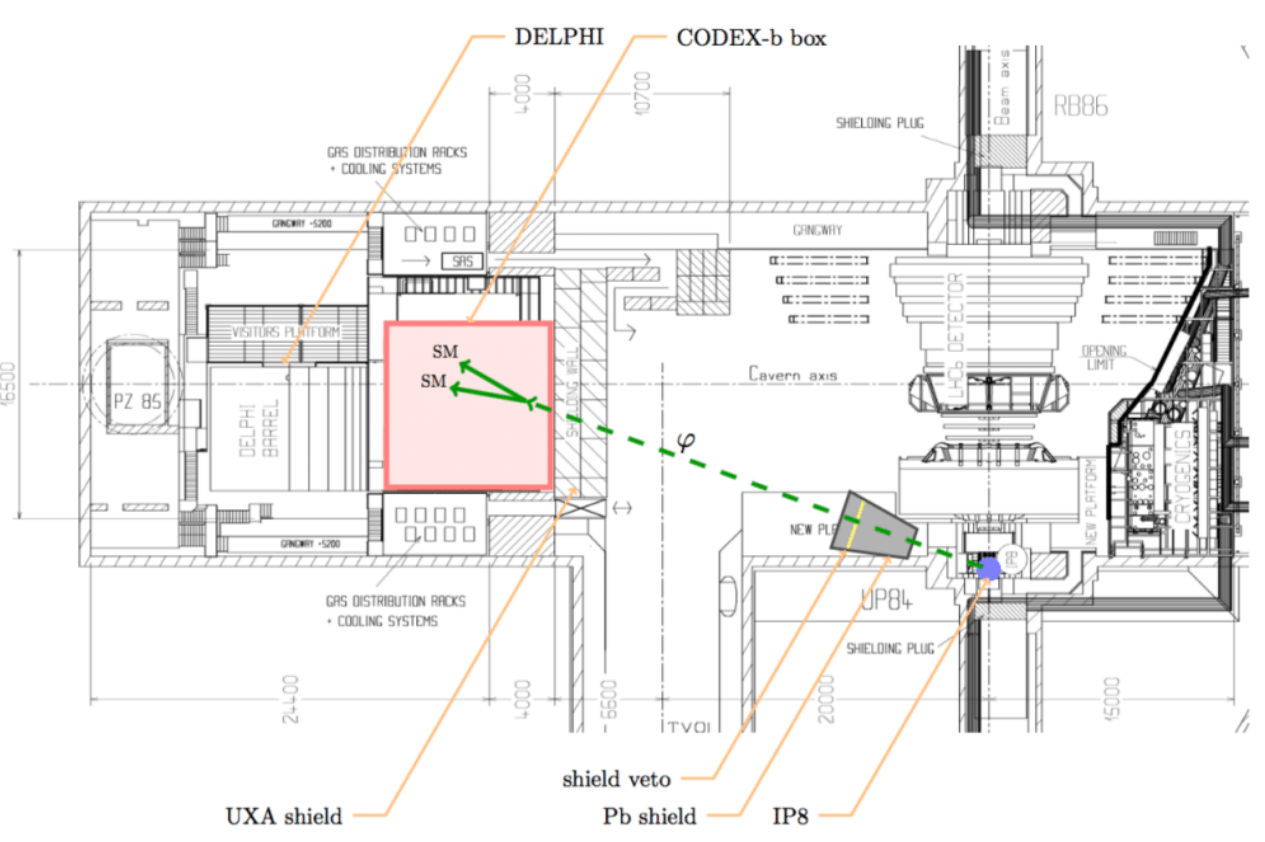 DELPHI
CODEX-b box
4000
10700
Beam axis
RB86
SHIELDING PLUG
GAS DISTRIBUTION RACKS
+ COOLING SYSTEMS
GANGWAY +5200
GANGWAY
SAS
LHCb DETECTOR
VISITORS PLATFORM
OPENING
LIMIT
SM
SM
SHIELDING WALL
Cavern axis
16500
PZ 85
DELPHI
BARREL
φ
CRYOGENICS
NEW PLATFORM
NEW PLA
GANGWAY +5200
IP8
UP84
GAS DISTRIBUTION RACKS
+ COOLING SYSTEMS
SHIELDING PLUG
24400
4000
6600
20000
15000
shield veto
UXA shield
Pb shield
IP8